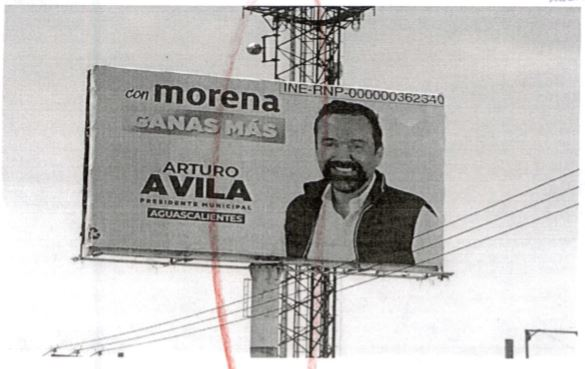 con morena
GANAS MÁS
INE-RNP-000000362340
ARTURO
AVILA
PRESIDENTE MUNICIPAL
AGUASCALIENTES